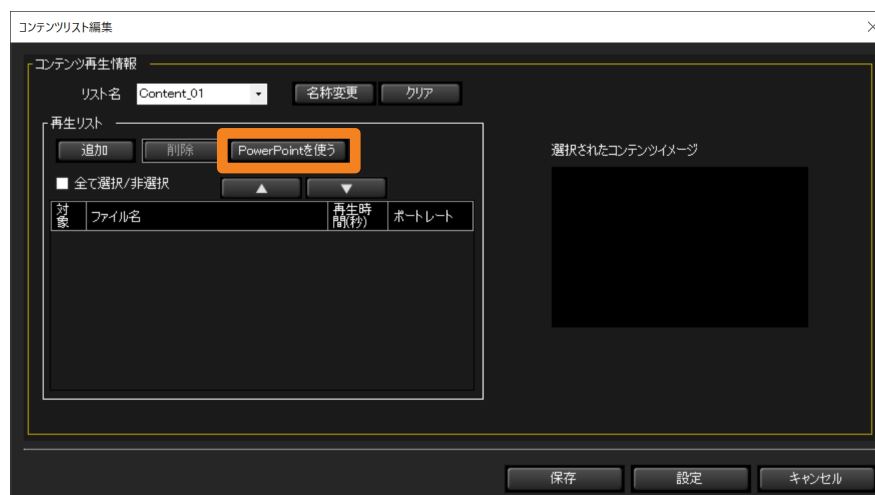 コンテンツリスト編集
コンテンツ再生情報
リスト名 Content_01 名称変更 クリア
再生リスト
追加 削除 PowerPointを使う
選択されたコンテンツイメージ
全て選択/非選択 ▲ ▼
対象 ファイル名 再生時間(秒) ポートレート
保存 設定 キャンセル